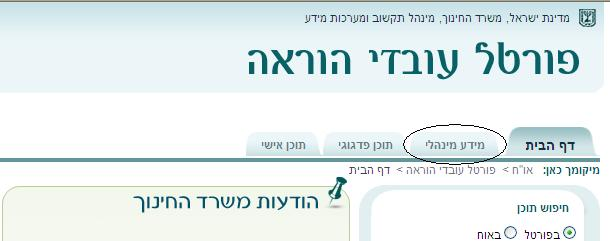 מדינת ישראל, משרד החינוך, מינהל תקשוב ומערכות מידע
פורטל עובדי הוראה
דף הבית
מידע מינהלי
תוכן פדגוגי
תוכן אישי
מיקומך כאן: או"ח > פורטל עובדי הוראה > דף הבית
חיפוש תוכן
בפורטל באוח
הודעות משרד החינוך